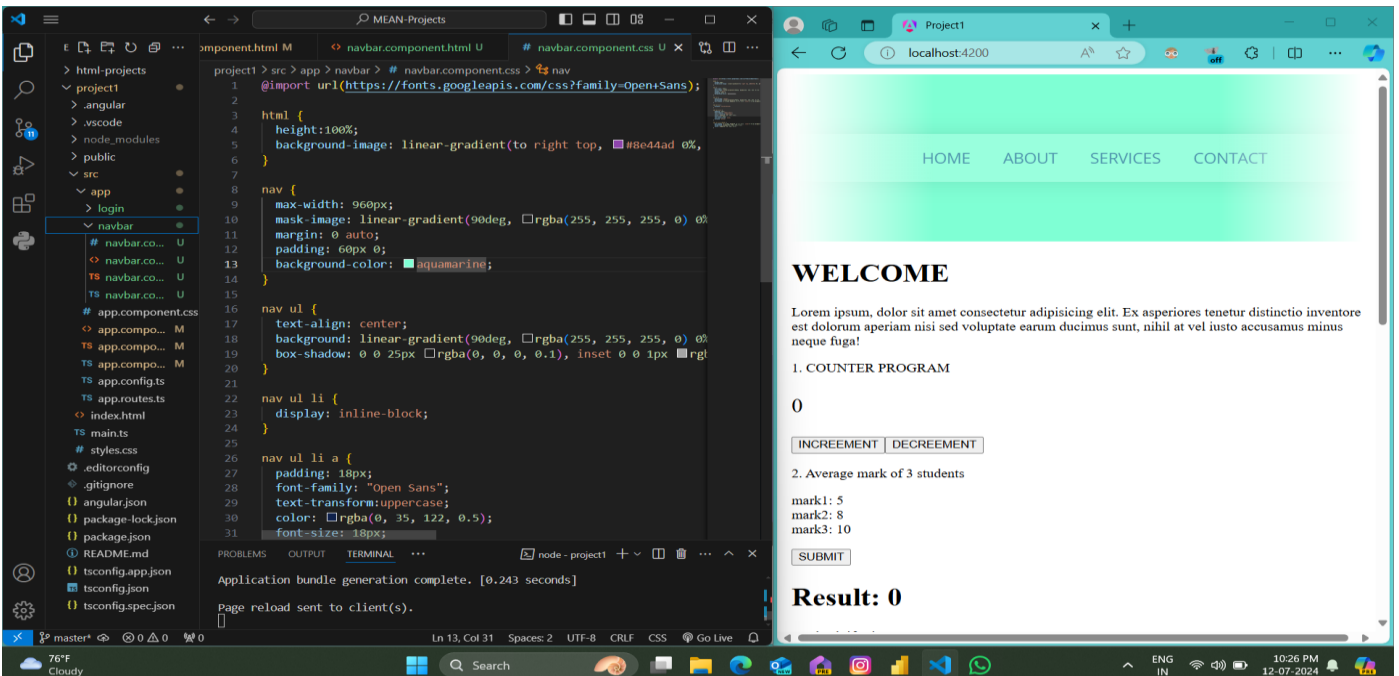 MEAN-Projects
E
omponent.html M
navbar.component.html U
# navbar.component.css U
project1 > src > app > navbar > # navbar.component.css > nav
html-projects
project1
.angular
.vscode
node_modules
public
src
app
login
navbar
# navbar.co... U
navbar.co... U
TS navbar.co... U
TS navbar.co... U
# app.component.css
app.compo... M
TS app.compo... M
TS app.compo... M
TS app.config.ts
TS app.routes.ts
index.html
TS main.ts
# styles.css
.editorconfig
.gitignore
{} angular.json
{} package-lock.json
{} package.json
README.md
{} tsconfig.app.json
tsconfig.json
{} tsconfig.spec.json
11
1 @import url(https://fonts.googleapis.com/css?family=Open+Sans);
2
3 html {
4 height:100%;
5 background-image: linear-gradient(to right top, #8e44ad 0%,
6 }
7
8 nav {
9 max-width: 960px;
10 mask-image: linear-gradient(90deg, rgba(255, 255, 255, 0) 0%
11 margin: 0 auto;
12 padding: 60px 0;
13 background-color: aquamarine;
14 }
15
16 nav ul {
17 text-align: center;
18 background: linear-gradient(90deg, rgba(255, 255, 255, 0) 0%
19 box-shadow: 0 0 25px rgba(0, 0, 0, 0.1), inset 0 0 1px rgb
20 }
21
22 nav ul li {
23 display: inline-block;
24 }
25
26 nav ul li a {
27 padding: 18px;
28 font-family: "Open Sans";
29 text-transform:uppercase;
30 color: rgba(0, 35, 122, 0.5);
31 font-size: 18px;
PROBLEMS OUTPUT TERMINAL ... node - project1
Application bundle generation complete. [0.243 seconds]
Page reload sent to client(s).
master* 0 0 0
Ln 13, Col 31 Spaces: 2 UTF-8 CRLF CSS Go Live
Project1
localhost:4200
off
HOME ABOUT SERVICES CONTACT
WELCOME
Lorem ipsum, dolor sit amet consectetur adipisicing elit. Ex asperiores tenetur distinctio inventore
est dolorum aperiam nisi sed voluptate earum ducimus sunt, nihil at vel iusto accusamus minus
neque fuga!
1. COUNTER PROGRAM
0
INCREEMENT DECREEMENT
2. Average mark of 3 students
mark1: 5
mark2: 8
mark3: 10
SUBMIT
Result: 0
76°F
Cloudy
Search
NEW
PRE
ENG
IN
10:26 PM
12-07-2024
PRE